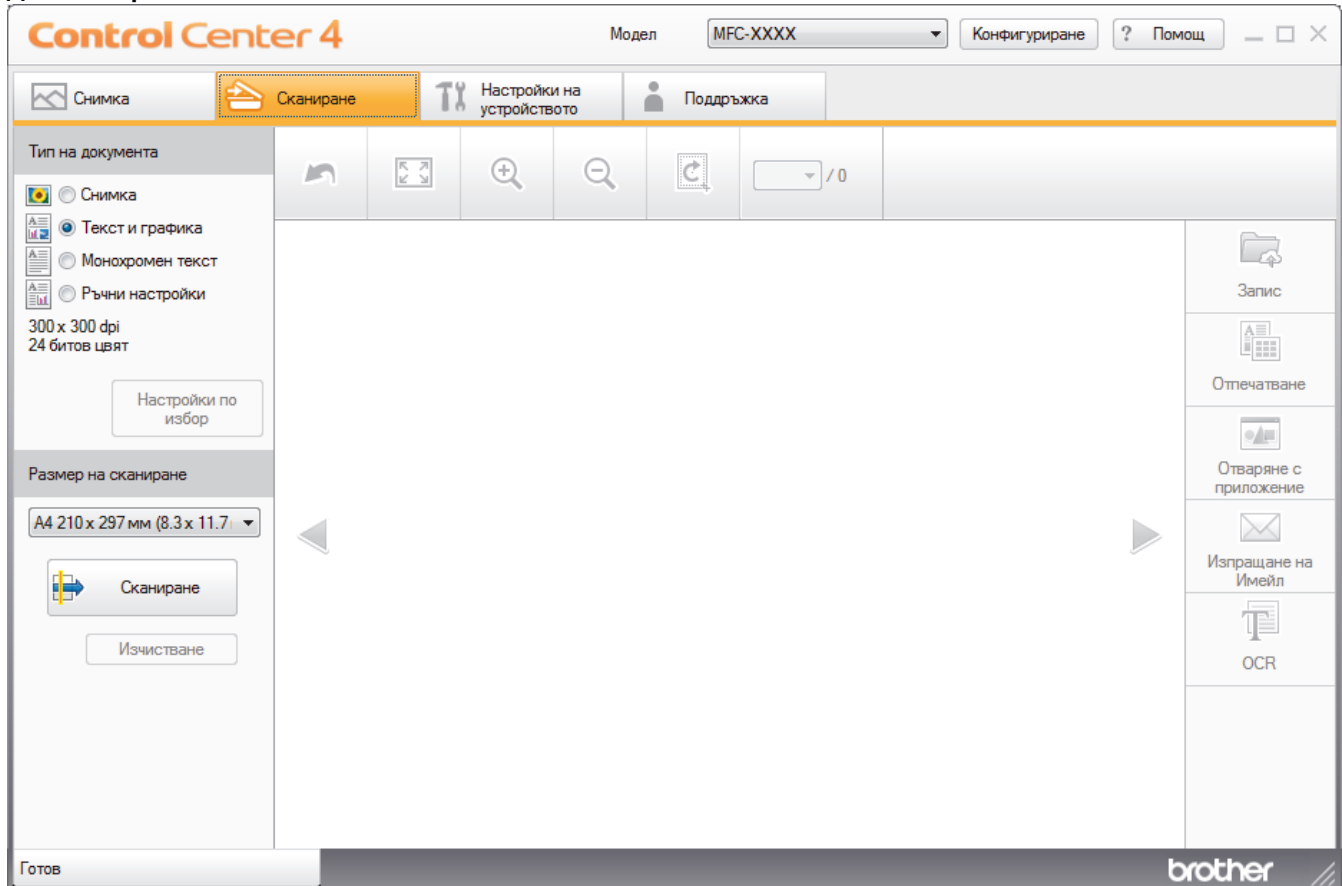 Control Center 4
Модел
MFC-XXXX
Конфигуриране
? Помощ
Снимка
Сканиране
Настройки на
устройството
Поддръжка
Тип на документа
/ 0
Снимка
Текст и графика
Монохромен текст
Ръчни настройки
300 x 300 dpi
24 битов цвят
Настройки по
избор
Размер на сканиране
A4 210 x 297 мм (8.3 x 11.7
Сканиране
Изчистване
Запис
Отпечатване
Отваряне с
приложение
Изпращане на
Имейл
OCR
Готов
brother